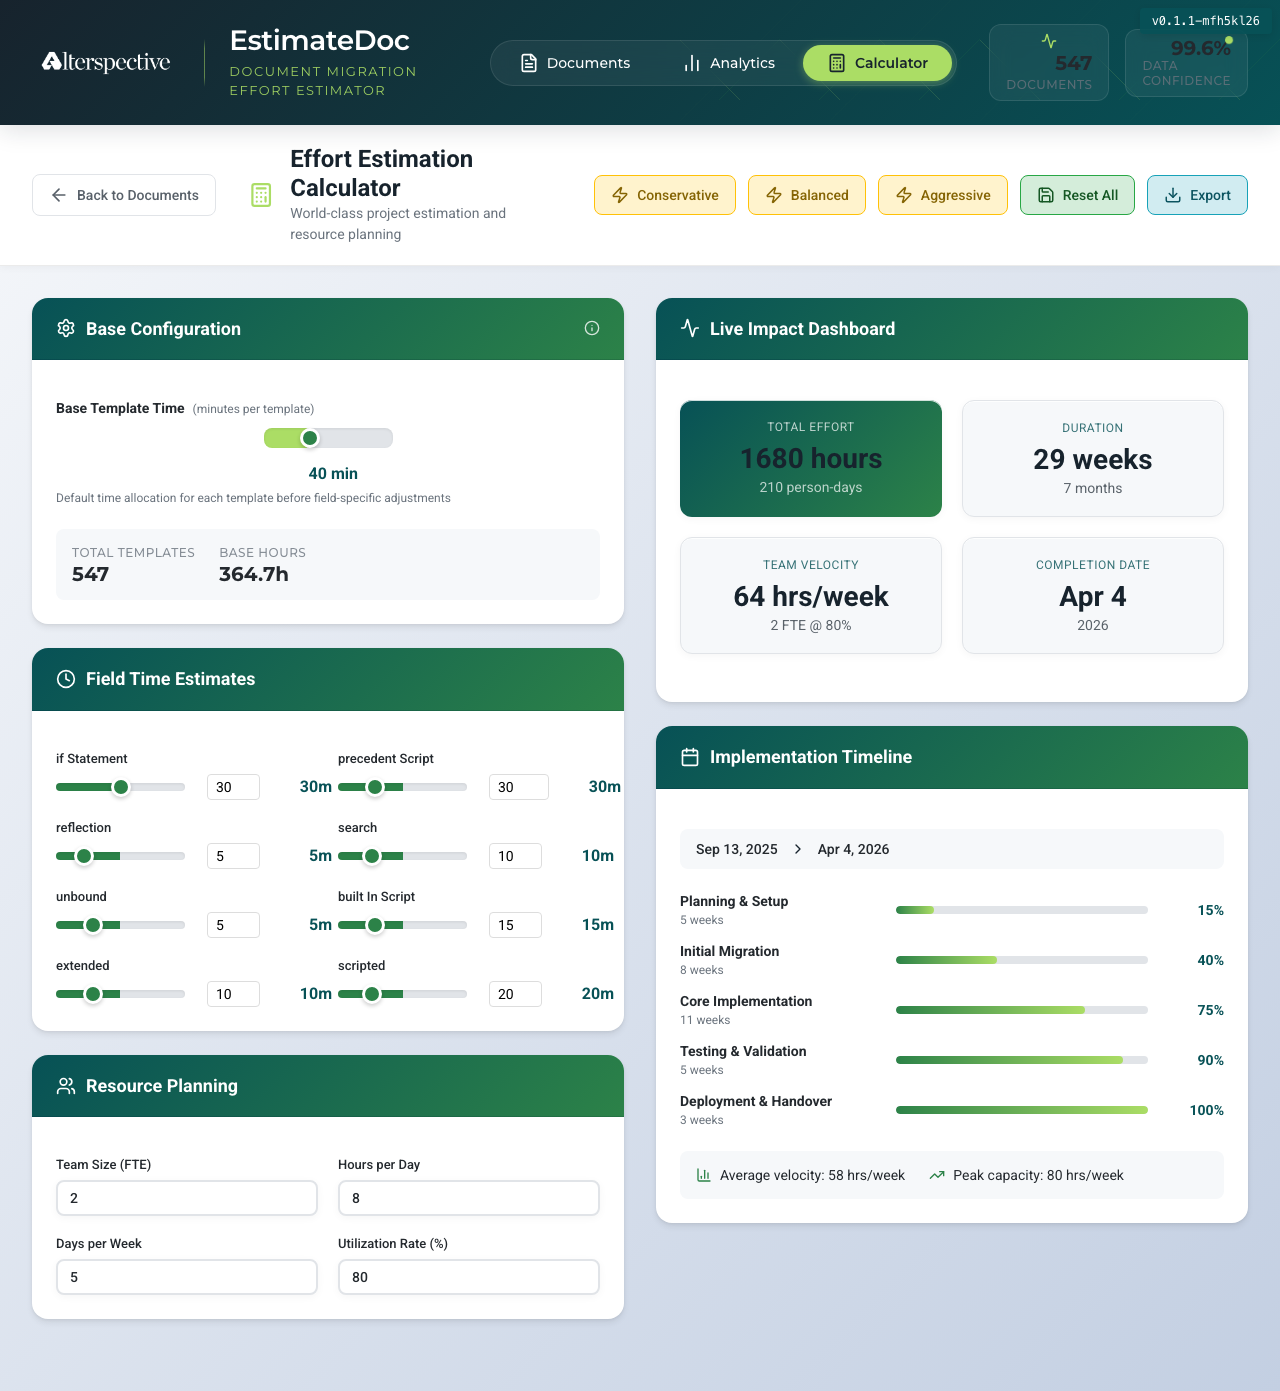 v0.1.1-mfh5kl26
Alterspective
EstimateDoc
DOCUMENT MIGRATION
EFFORT ESTIMATOR
Documents
Analytics
Calculator
547
DOCUMENTS
99.6%
DATA
CONFIDENCE
Back to Documents
Effort Estimation
Calculator
World-class project estimation and
resource planning
Conservative
Balanced
Aggressive
Reset All
Export
Base Configuration
Base Template Time (minutes per template)
40 min
Default time allocation for each template before field-specific adjustments
TOTAL TEMPLATES
547
BASE HOURS
364.7h
Field Time Estimates
if Statement
30
30m
precedent Script
30
30m
reflection
5
5m
search
10
10m
unbound
5
5m
built In Script
15
15m
extended
10
10m
scripted
20
20m
Resource Planning
Team Size (FTE)
2
Hours per Day
8
Days per Week
5
Utilization Rate (%)
80
Live Impact Dashboard
TOTAL EFFORT
1680 hours
210 person-days
DURATION
29 weeks
7 months
TEAM VELOCITY
64 hrs/week
2 FTE @ 80%
COMPLETION DATE
Apr 4
2026
Implementation Timeline
Sep 13, 2025 > Apr 4, 2026
Planning & Setup
5 weeks
15%
Initial Migration
8 weeks
40%
Core Implementation
11 weeks
75%
Testing & Validation
5 weeks
90%
Deployment & Handover
3 weeks
100%
Average velocity: 58 hrs/week
Peak capacity: 80 hrs/week